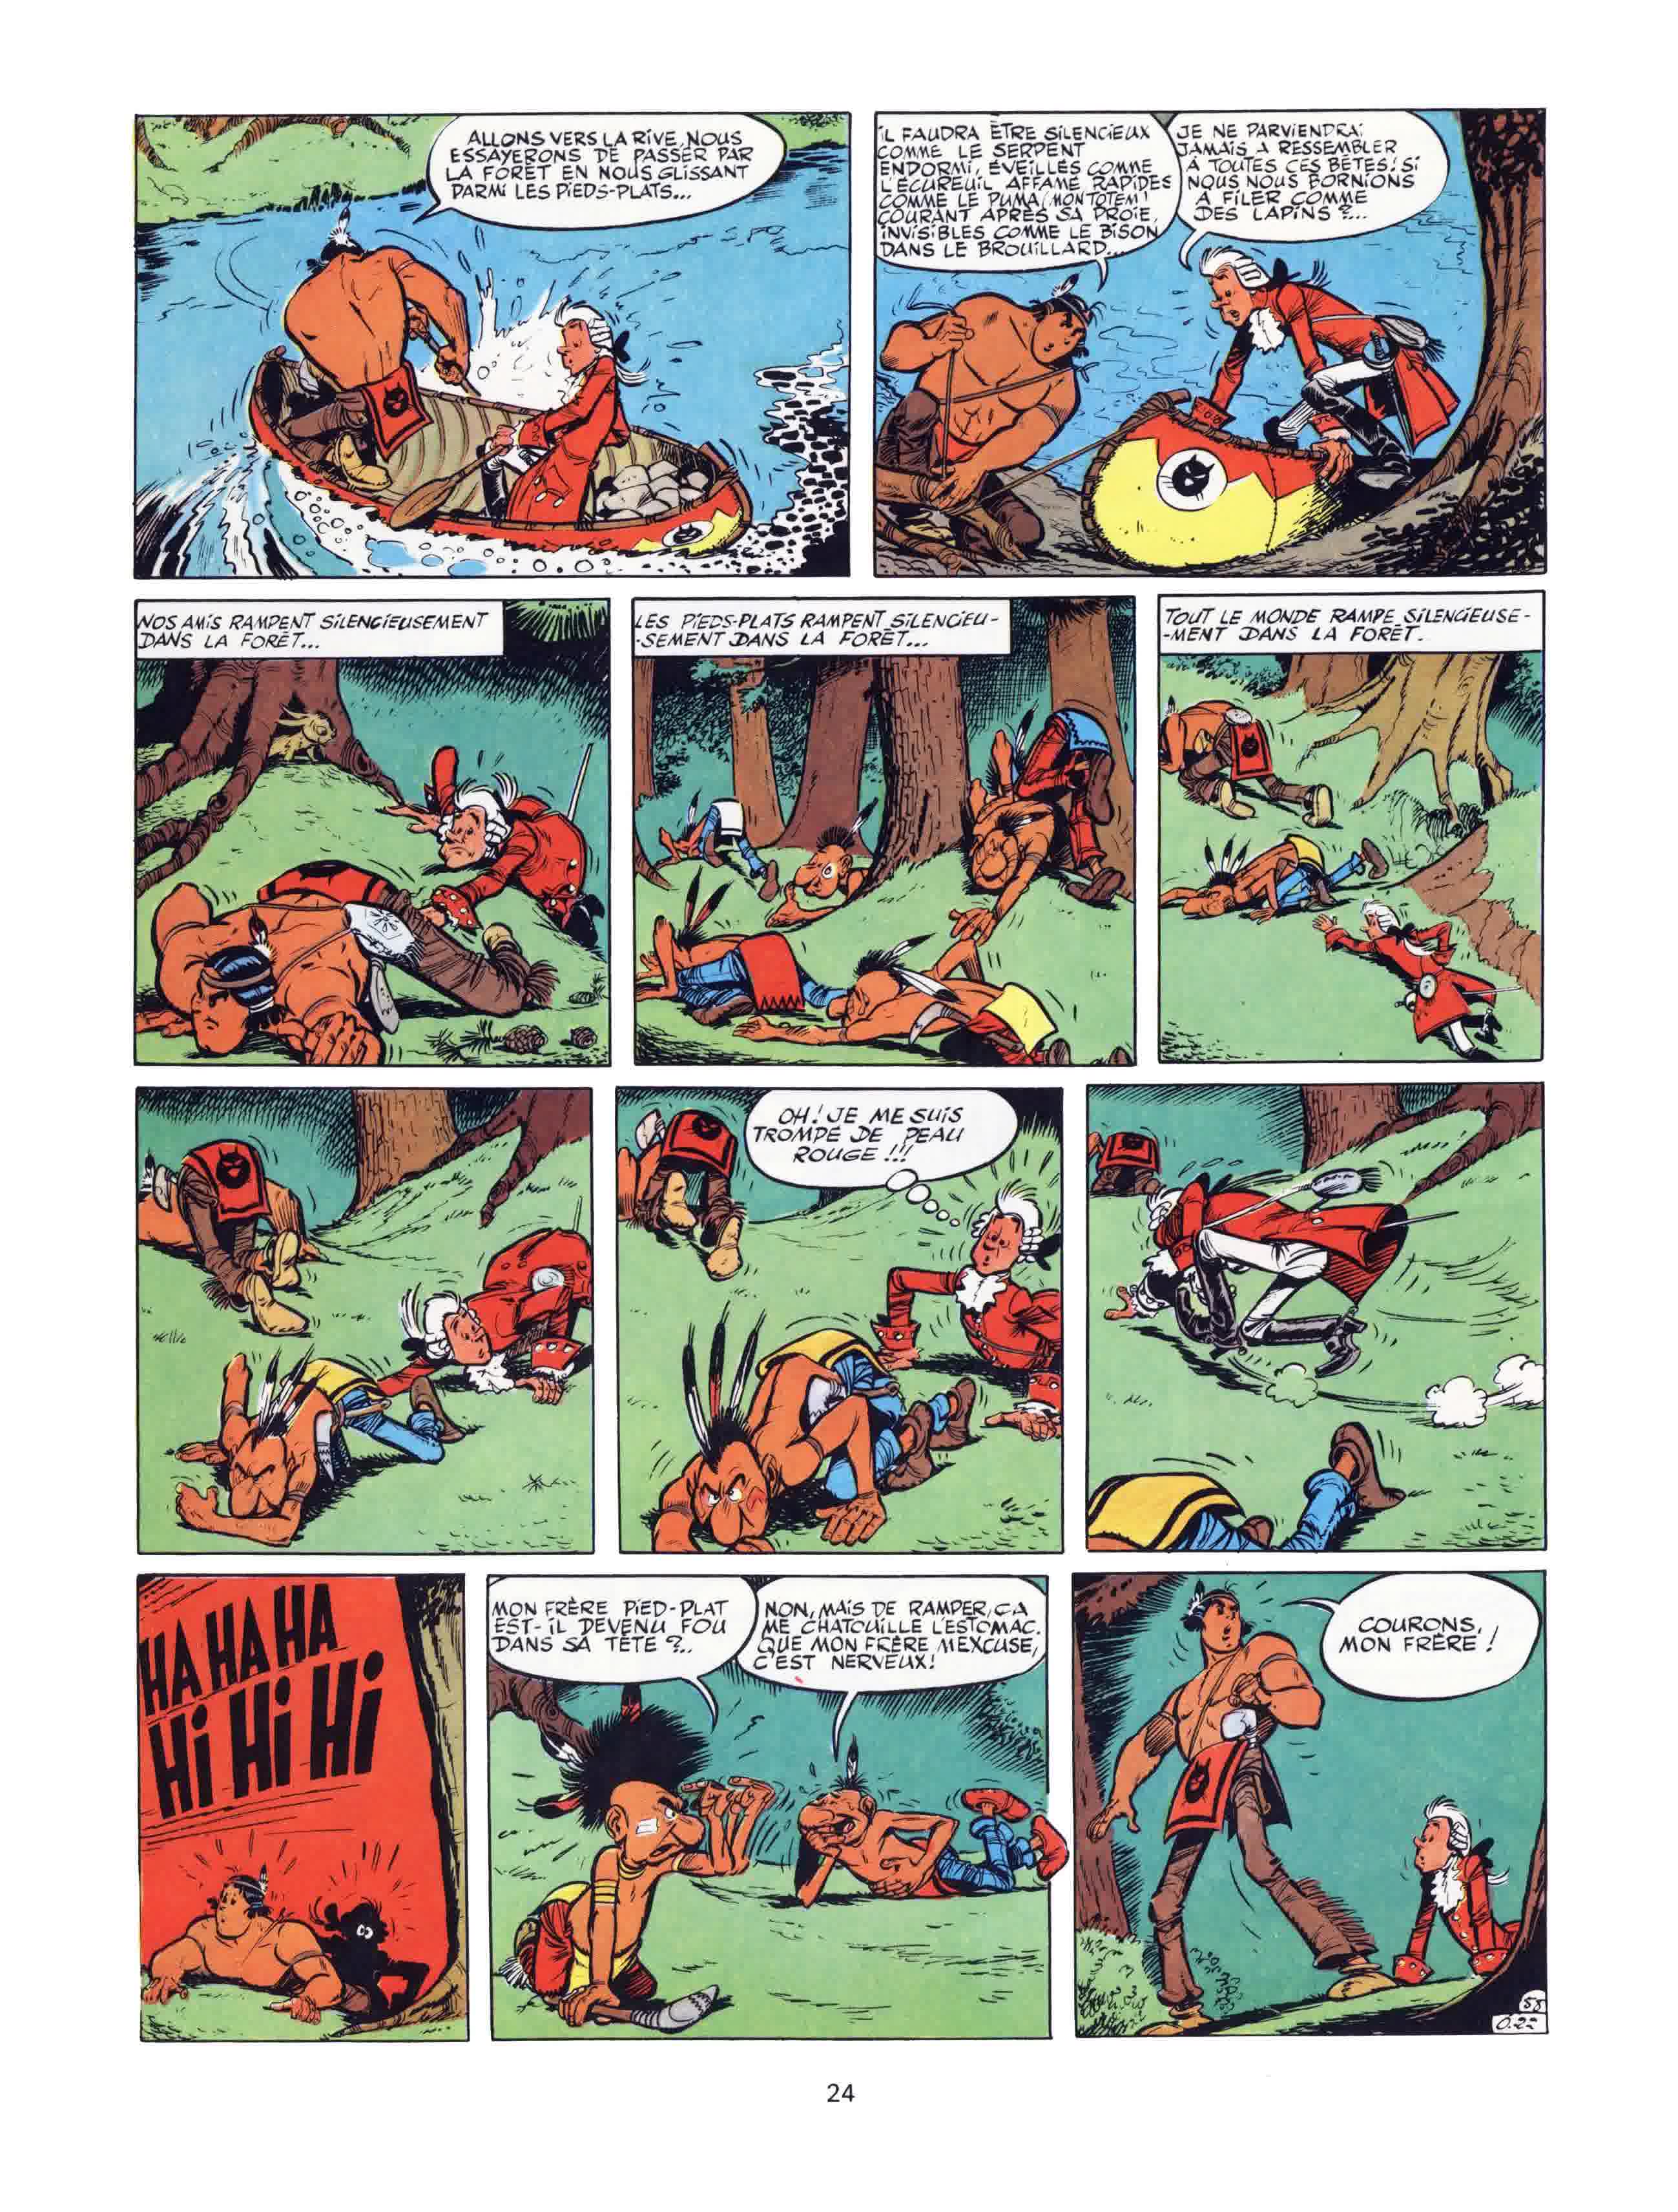 ALLONS VERS LA RIVE, NOUS
ESSAYERONS DE PASSER PAR
LA FORÊT EN NOUS GLISSANT
PARMI LES PIEDS-PLATS...
IL FAUDRA ÊTRE SILENCIEUX
COMME LE SERPENT
ENDORMI, ÉVEILLÉS COMME
L'ÉCUREUIL AFFAMÉ RAPIDES
COMME LE PUMA (MON TOTEM)
COURANT APRÈS SA PROIE,
INVISIBLES COMME LE BISON
DANS LE BROUILLARD...
JE NE PARVIENDRAI
JAMAIS A RESSEMBLER
A TOUTES CES BÊTES! SI
NOUS NOUS BORNIONS
A FILER COMME
DES LAPINS ?...
NOS AMIS RAMPENT SILENCIEUSEMENT
DANS LA FORÊT...
LES PIEDS-PLATS RAMPENT SILENCIEU-
-SEMENT DANS LA FORÊT...
TOUT LE MONDE RAMPE SILENCIEUSE-
-MENT DANS LA FORÊT.
OH! JE ME SUIS
TROMPÉ DE PEAU
ROUGE !!!
HA HA HA
Hi Hi Hi
MON FRÈRE PIED-PLAT
EST-IL DEVENU FOU
DANS SA TÊTE ?..
NON, MAIS DE RAMPER, ÇA
ME CHATOUILLE L'ESTOMAC.
QUE MON FRÈRE M'EXCUSE,
C'EST NERVEUX!
COURONS,
MON FRÈRE !
O.22
24